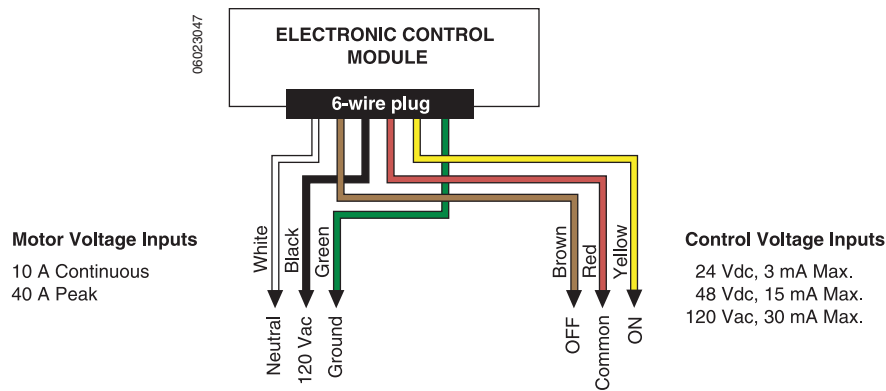 06023047
ELECTRONIC CONTROL
MODULE
6-wire plug
Motor Voltage Inputs
10 A Continuous
40 A Peak
White
Black
Green
Neutral
120 Vac
Ground
Brown
Red
Yellow
OFF
Common
ON
Control Voltage Inputs
24 Vdc, 3 mA Max.
48 Vdc, 15 mA Max.
120 Vac, 30 mA Max.